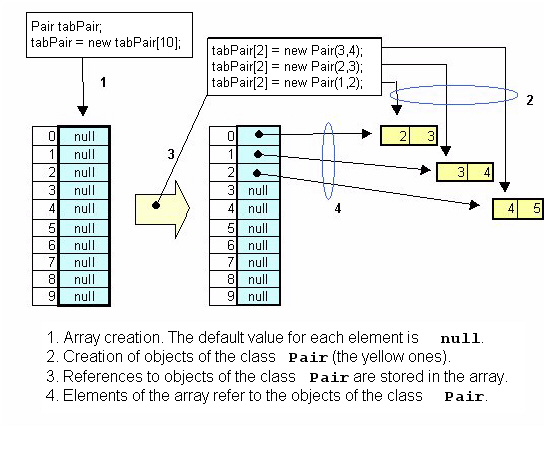 Pair tabPair;
tabPair = new tabPair[10];
tabPair[2] = new Pair(3,4);
tabPair[2] = new Pair(2,3);
tabPair[2] = new Pair(1,2);
1
2
0 null
1 null
2 null
3 null
4 null
5 null
6 null
7 null
8 null
9 null
3
0
1
2
3 null
4 null
5 null
6 null
7 null
8 null
9 null
4
2 3
3 4
4 5
1. Array creation. The default value for each element is null.
2. Creation of objects of the class Pair (the yellow ones).
3. References to objects of the class Pair are stored in the array.
4. Elements of the array refer to the objects of the class Pair.